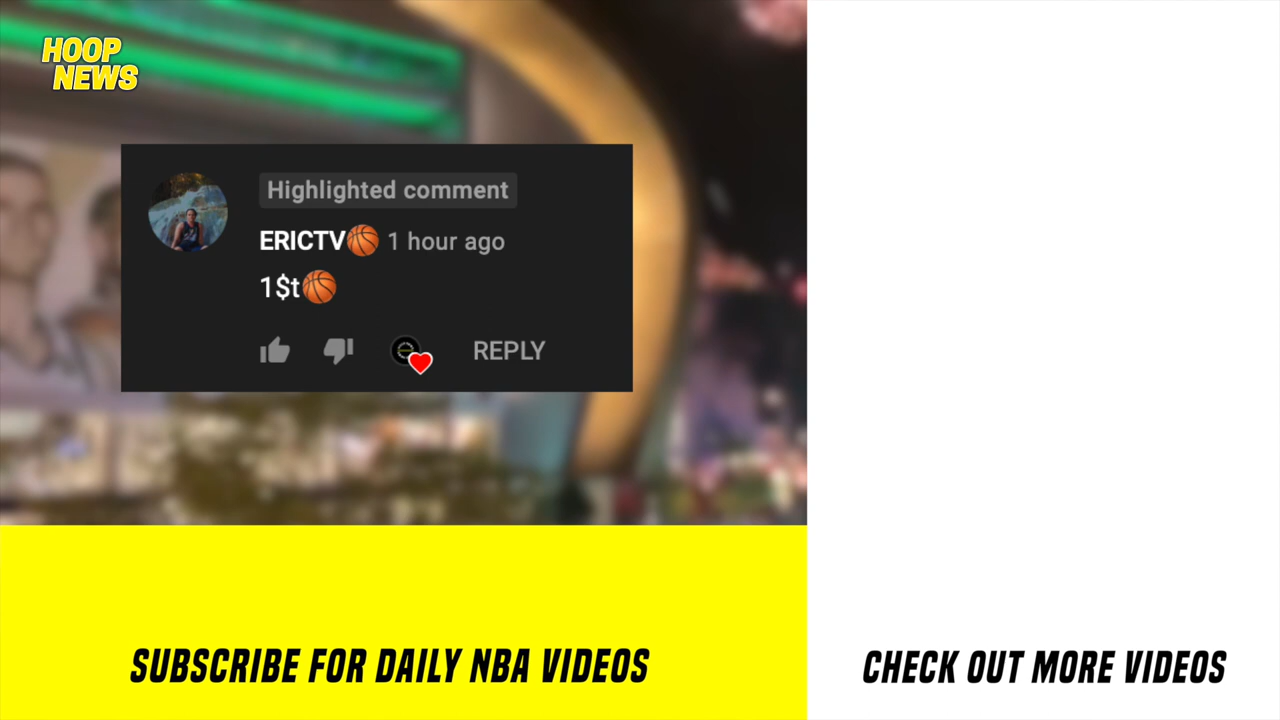 HOOP
NEWS
Highlighted comment
ERICTV🏀 1 hour ago
1$t🏀
REPLY
SUBSCRIBE FOR DAILY NBA VIDEOS
CHECK OUT MORE VIDEOS